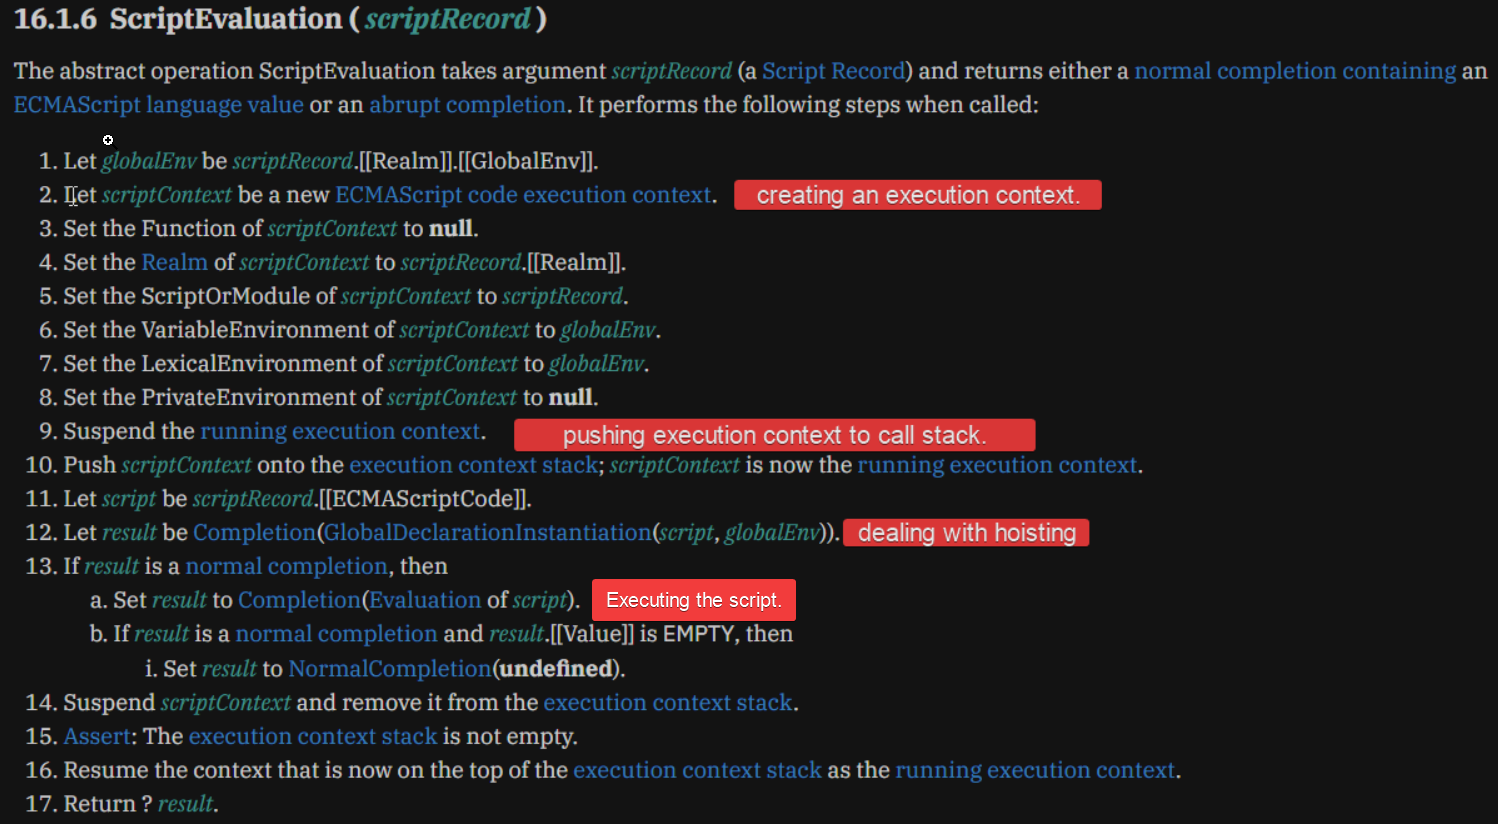 16.1.6 ScriptEvaluation ( scriptRecord )
The abstract operation ScriptEvaluation takes argument scriptRecord (a Script Record) and returns either a normal completion containing an
ECMAScript language value or an abrupt completion. It performs the following steps when called:
1. Let globalEnv be scriptRecord.[[Realm]].[[GlobalEnv]].
2. Let scriptContext be a new ECMAScript code execution context. creating an execution context.
3. Set the Function of scriptContext to null.
4. Set the Realm of scriptContext to scriptRecord.[[Realm]].
5. Set the ScriptOrModule of scriptContext to scriptRecord.
6. Set the VariableEnvironment of scriptContext to globalEnv.
7. Set the LexicalEnvironment of scriptContext to globalEnv.
8. Set the PrivateEnvironment of scriptContext to null.
9. Suspend the running execution context. pushing execution context to call stack.
10. Push scriptContext onto the execution context stack; scriptContext is now the running execution context.
11. Let script be scriptRecord.[[ECMAScriptCode]].
12. Let result be Completion(GlobalDeclarationInstantiation(script, globalEnv)). dealing with hoisting
13. If result is a normal completion, then
a. Set result to Completion(Evaluation of script). Executing the script.
b. If result is a normal completion and result.[[Value]] is EMPTY, then
i. Set result to NormalCompletion(undefined).
14. Suspend scriptContext and remove it from the execution context stack.
15. Assert: The execution context stack is not empty.
16. Resume the context that is now on the top of the execution context stack as the running execution context.
17. Return ? result.